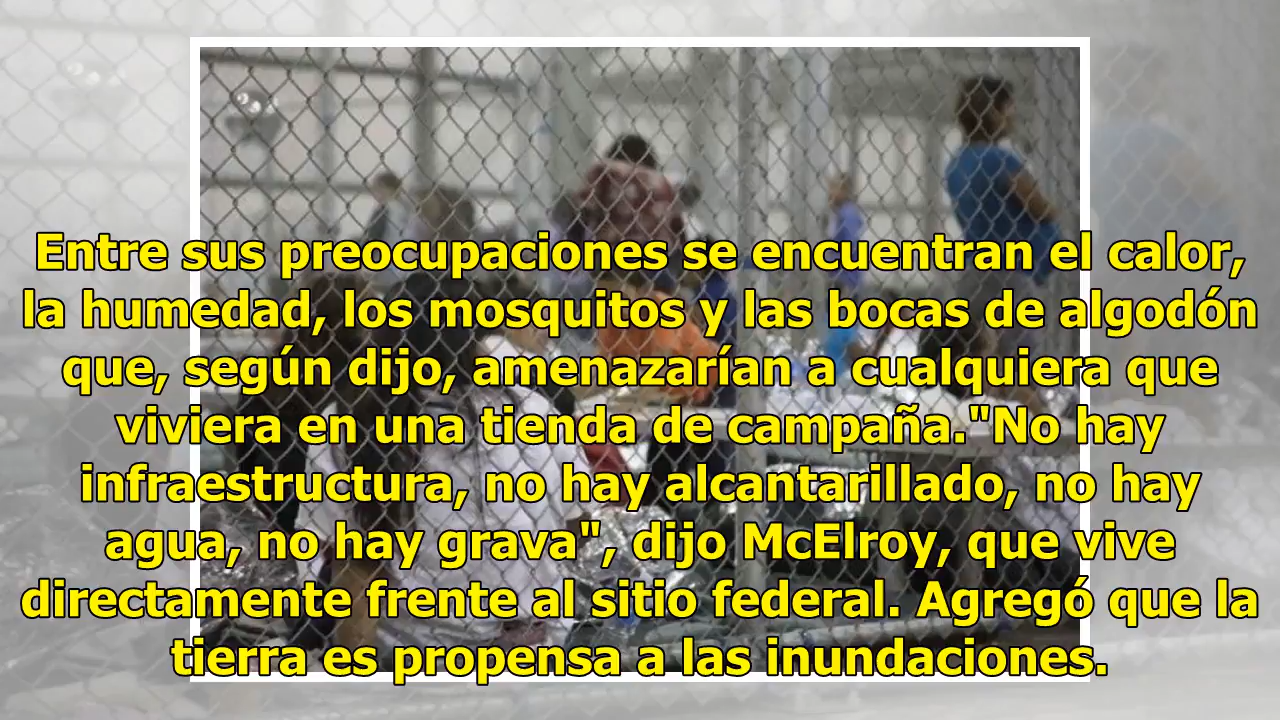 Entre sus preocupaciones se encuentran el calor,
la humedad, los mosquitos y las bocas de algodón
que, según dijo, amenazarían a cualquiera que
viviera en una tienda de campaña."No hay
infraestructura, no hay alcantarillado, no hay
agua, no hay grava", dijo McElroy, que vive
directamente frente al sitio federal. Agregó que la
tierra es propensa a las inundaciones.